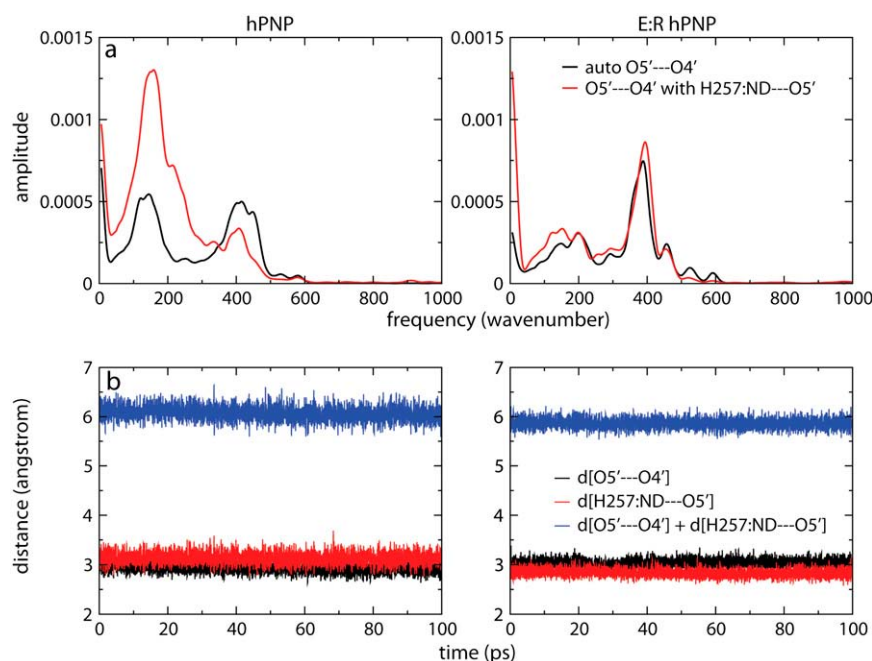 hPNP
E:R hPNP
a
auto O5′---O4′
O5′---O4′ with H257:ND---O5′
amplitude
0.0015
0.001
0.0005
0
0 200 400 600 800 1000
0.0015
0.001
0.0005
0
0 200 400 600 800 1000
frequency (wavenumber)
b
distance (angstrom)
7
6
5
4
3
2
0 20 40 60 80 100
d[O5′---O4′]
d[H257:ND---O5′]
d[O5′---O4′] + d[H257:ND---O5′]
7
6
5
4
3
2
0 20 40 60 80 100
time (ps)